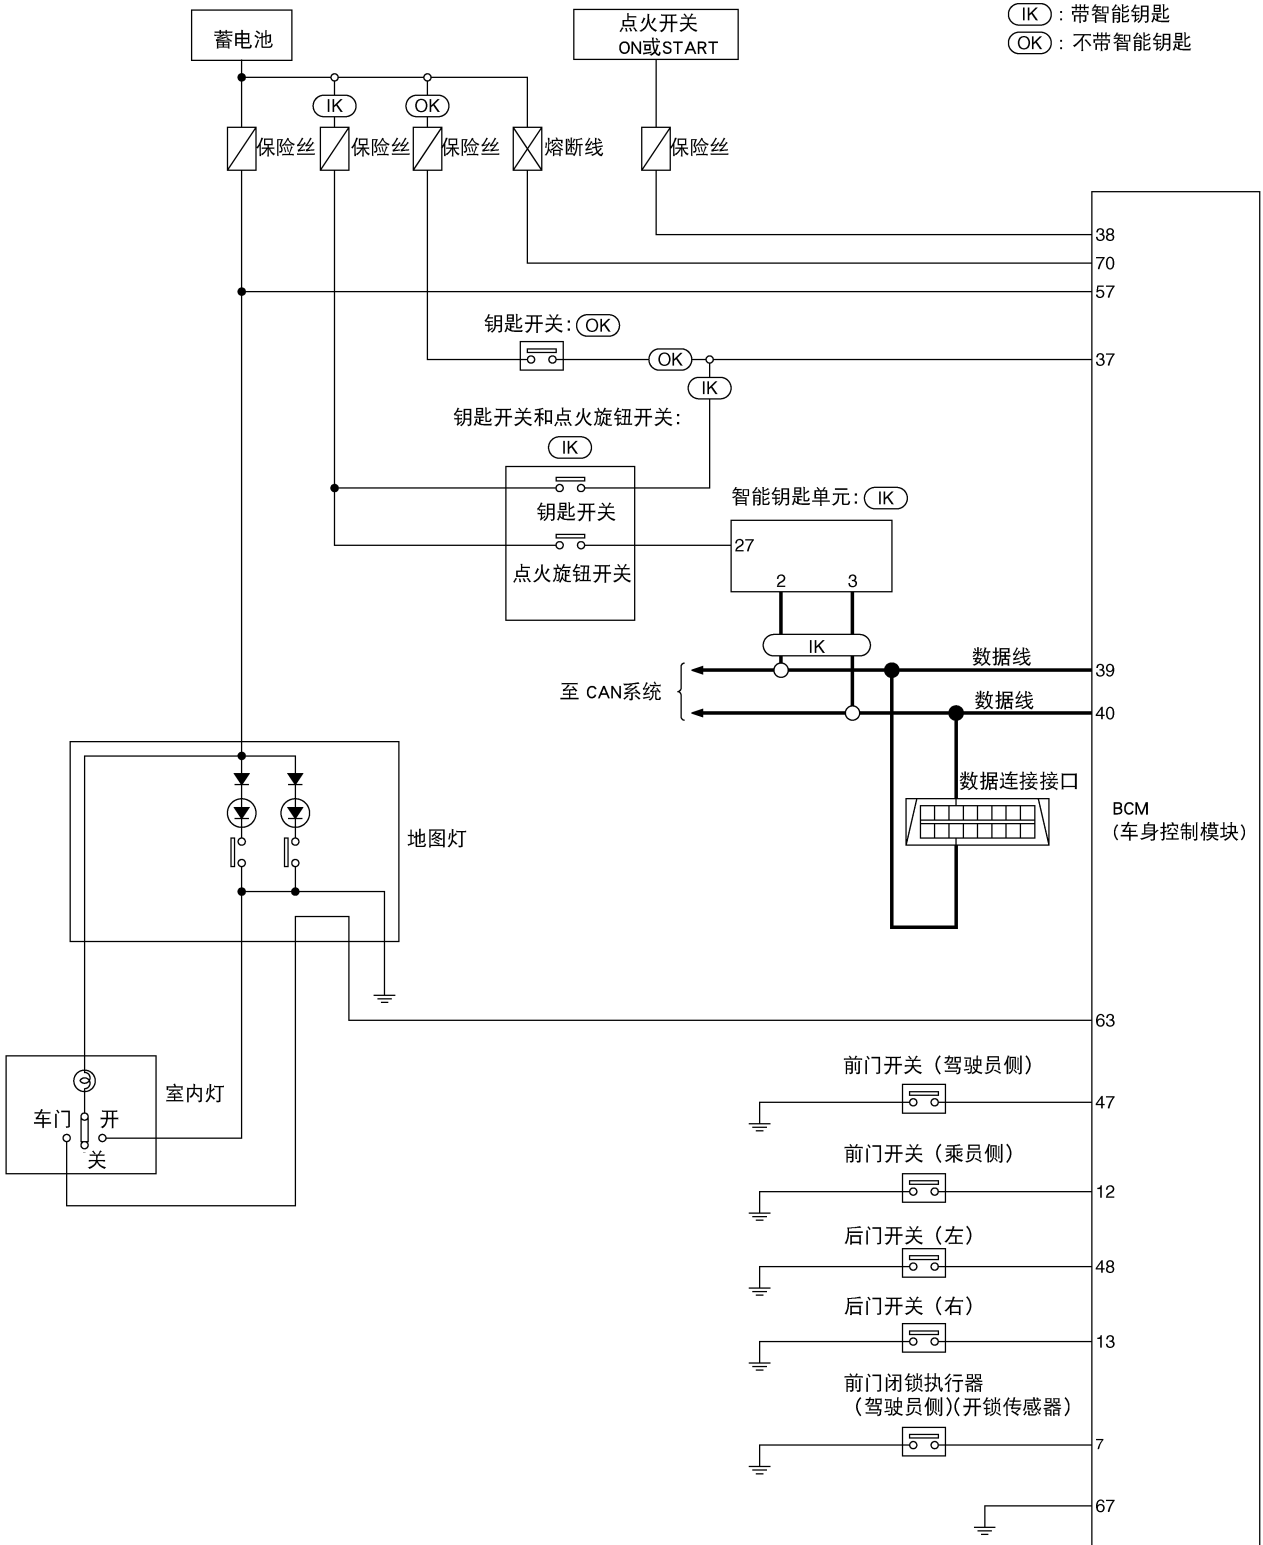 蓄电池
点火开关
ON或START
IK : 带智能钥匙
OK : 不带智能钥匙
IK
OK
保险丝
保险丝
保险丝
熔断线
保险丝
38
70
57
钥匙开关: OK
OK
37
IK
钥匙开关和点火旋钮开关:
IK
钥匙开关
点火旋钮开关
智能钥匙单元: IK
27
2
3
IK
至 CAN系统
数据线
39
数据线
40
数据连接接口
BCM
(车身控制模块)
地图灯
63
室内灯
车门
开
关
前门开关（驾驶员侧）
47
前门开关（乘员侧）
12
后门开关（左）
48
后门开关（右）
13
前门闭锁执行器
（驾驶员侧)(开锁传感器）
7
67